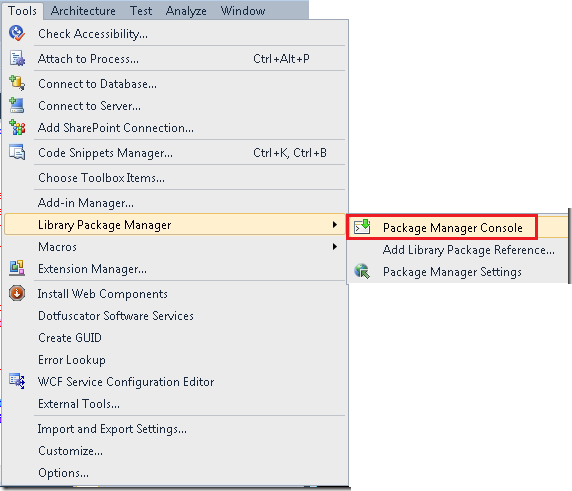 Tools Architecture Test Analyze Window
Check Accessibility...
Attach to Process... Ctrl+Alt+P
Connect to Database...
Connect to Server...
Add SharePoint Connection...
Code Snippets Manager... Ctrl+K, Ctrl+B
Choose Toolbox Items...
Add-in Manager...
Library Package Manager
Package Manager Console
Add Library Package Reference...
Package Manager Settings
Macros
Extension Manager...
Install Web Components
Dotfuscator Software Services
Create GUID
Error Lookup
WCF Service Configuration Editor
External Tools...
Import and Export Settings...
Customize...
Options...